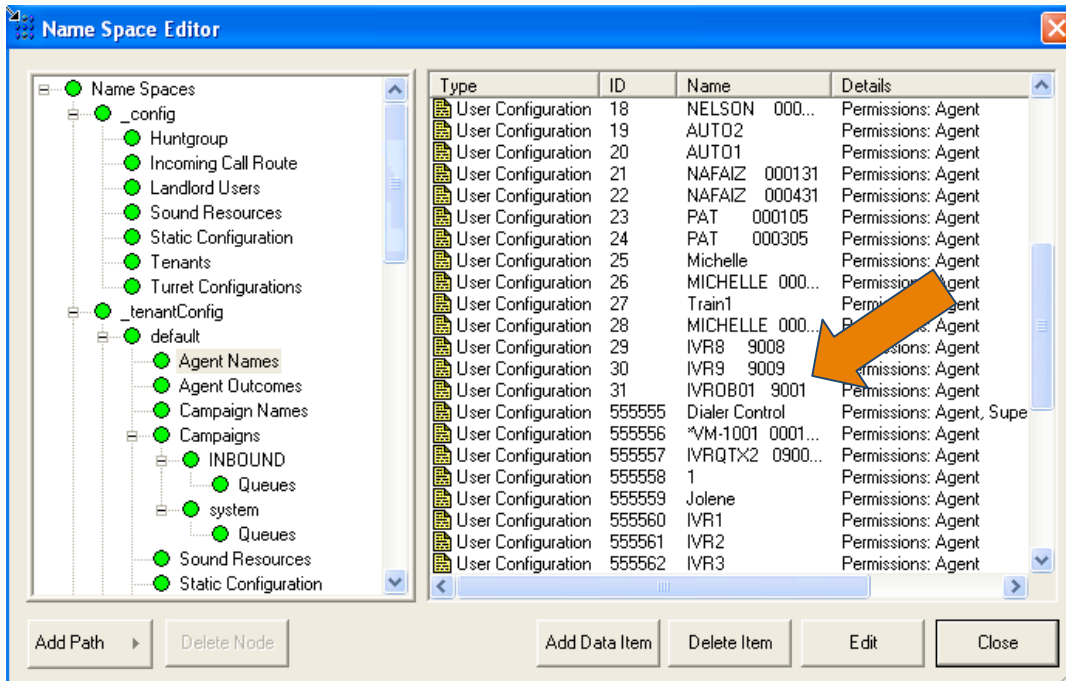 Name Space Editor
Name Spaces
_config
Huntgroup
Incoming Call Route
Landlord Users
Sound Resources
Static Configuration
Tenants
Turret Configurations
_tenantConfig
default
Agent Names
Agent Outcomes
Campaign Names
Campaigns
INBOUND
Queues
system
Queues
Sound Resources
Static Configuration
Type ID Name Details
User Configuration 18 NELSON 000... Permissions: Agent
User Configuration 19 AUTO2 Permissions: Agent
User Configuration 20 AUTO1 Permissions: Agent
User Configuration 21 NAFAIZ 000131 Permissions: Agent
User Configuration 22 NAFAIZ 000431 Permissions: Agent
User Configuration 23 PAT 000105 Permissions: Agent
User Configuration 24 PAT 000305 Permissions: Agent
User Configuration 25 Michelle Permissions: Agent
User Configuration 26 MICHELLE 000... Permissions: Agent
User Configuration 27 Train1 Agent
User Configuration 28 MICHELLE 000... Agent
User Configuration 29 IVR8 9008 Agent
User Configuration 30 IVR9 9009 Agent
User Configuration 31 IVROB01 9001 Permissions: Agent
User Configuration 555555 Dialer Control Permissions: Agent, Supe
User Configuration 555556 *VM-1001 0001... Permissions: Agent
User Configuration 555557 IVRQTX2 0900... Permissions: Agent
User Configuration 555558 1 Permissions: Agent
User Configuration 555559 Jolene Permissions: Agent
User Configuration 555560 IVR1 Permissions: Agent
User Configuration 555561 IVR2 Permissions: Agent
User Configuration 555562 IVR3 Permissions: Agent
Add Path Delete Node Add Data Item Delete Item Edit Close